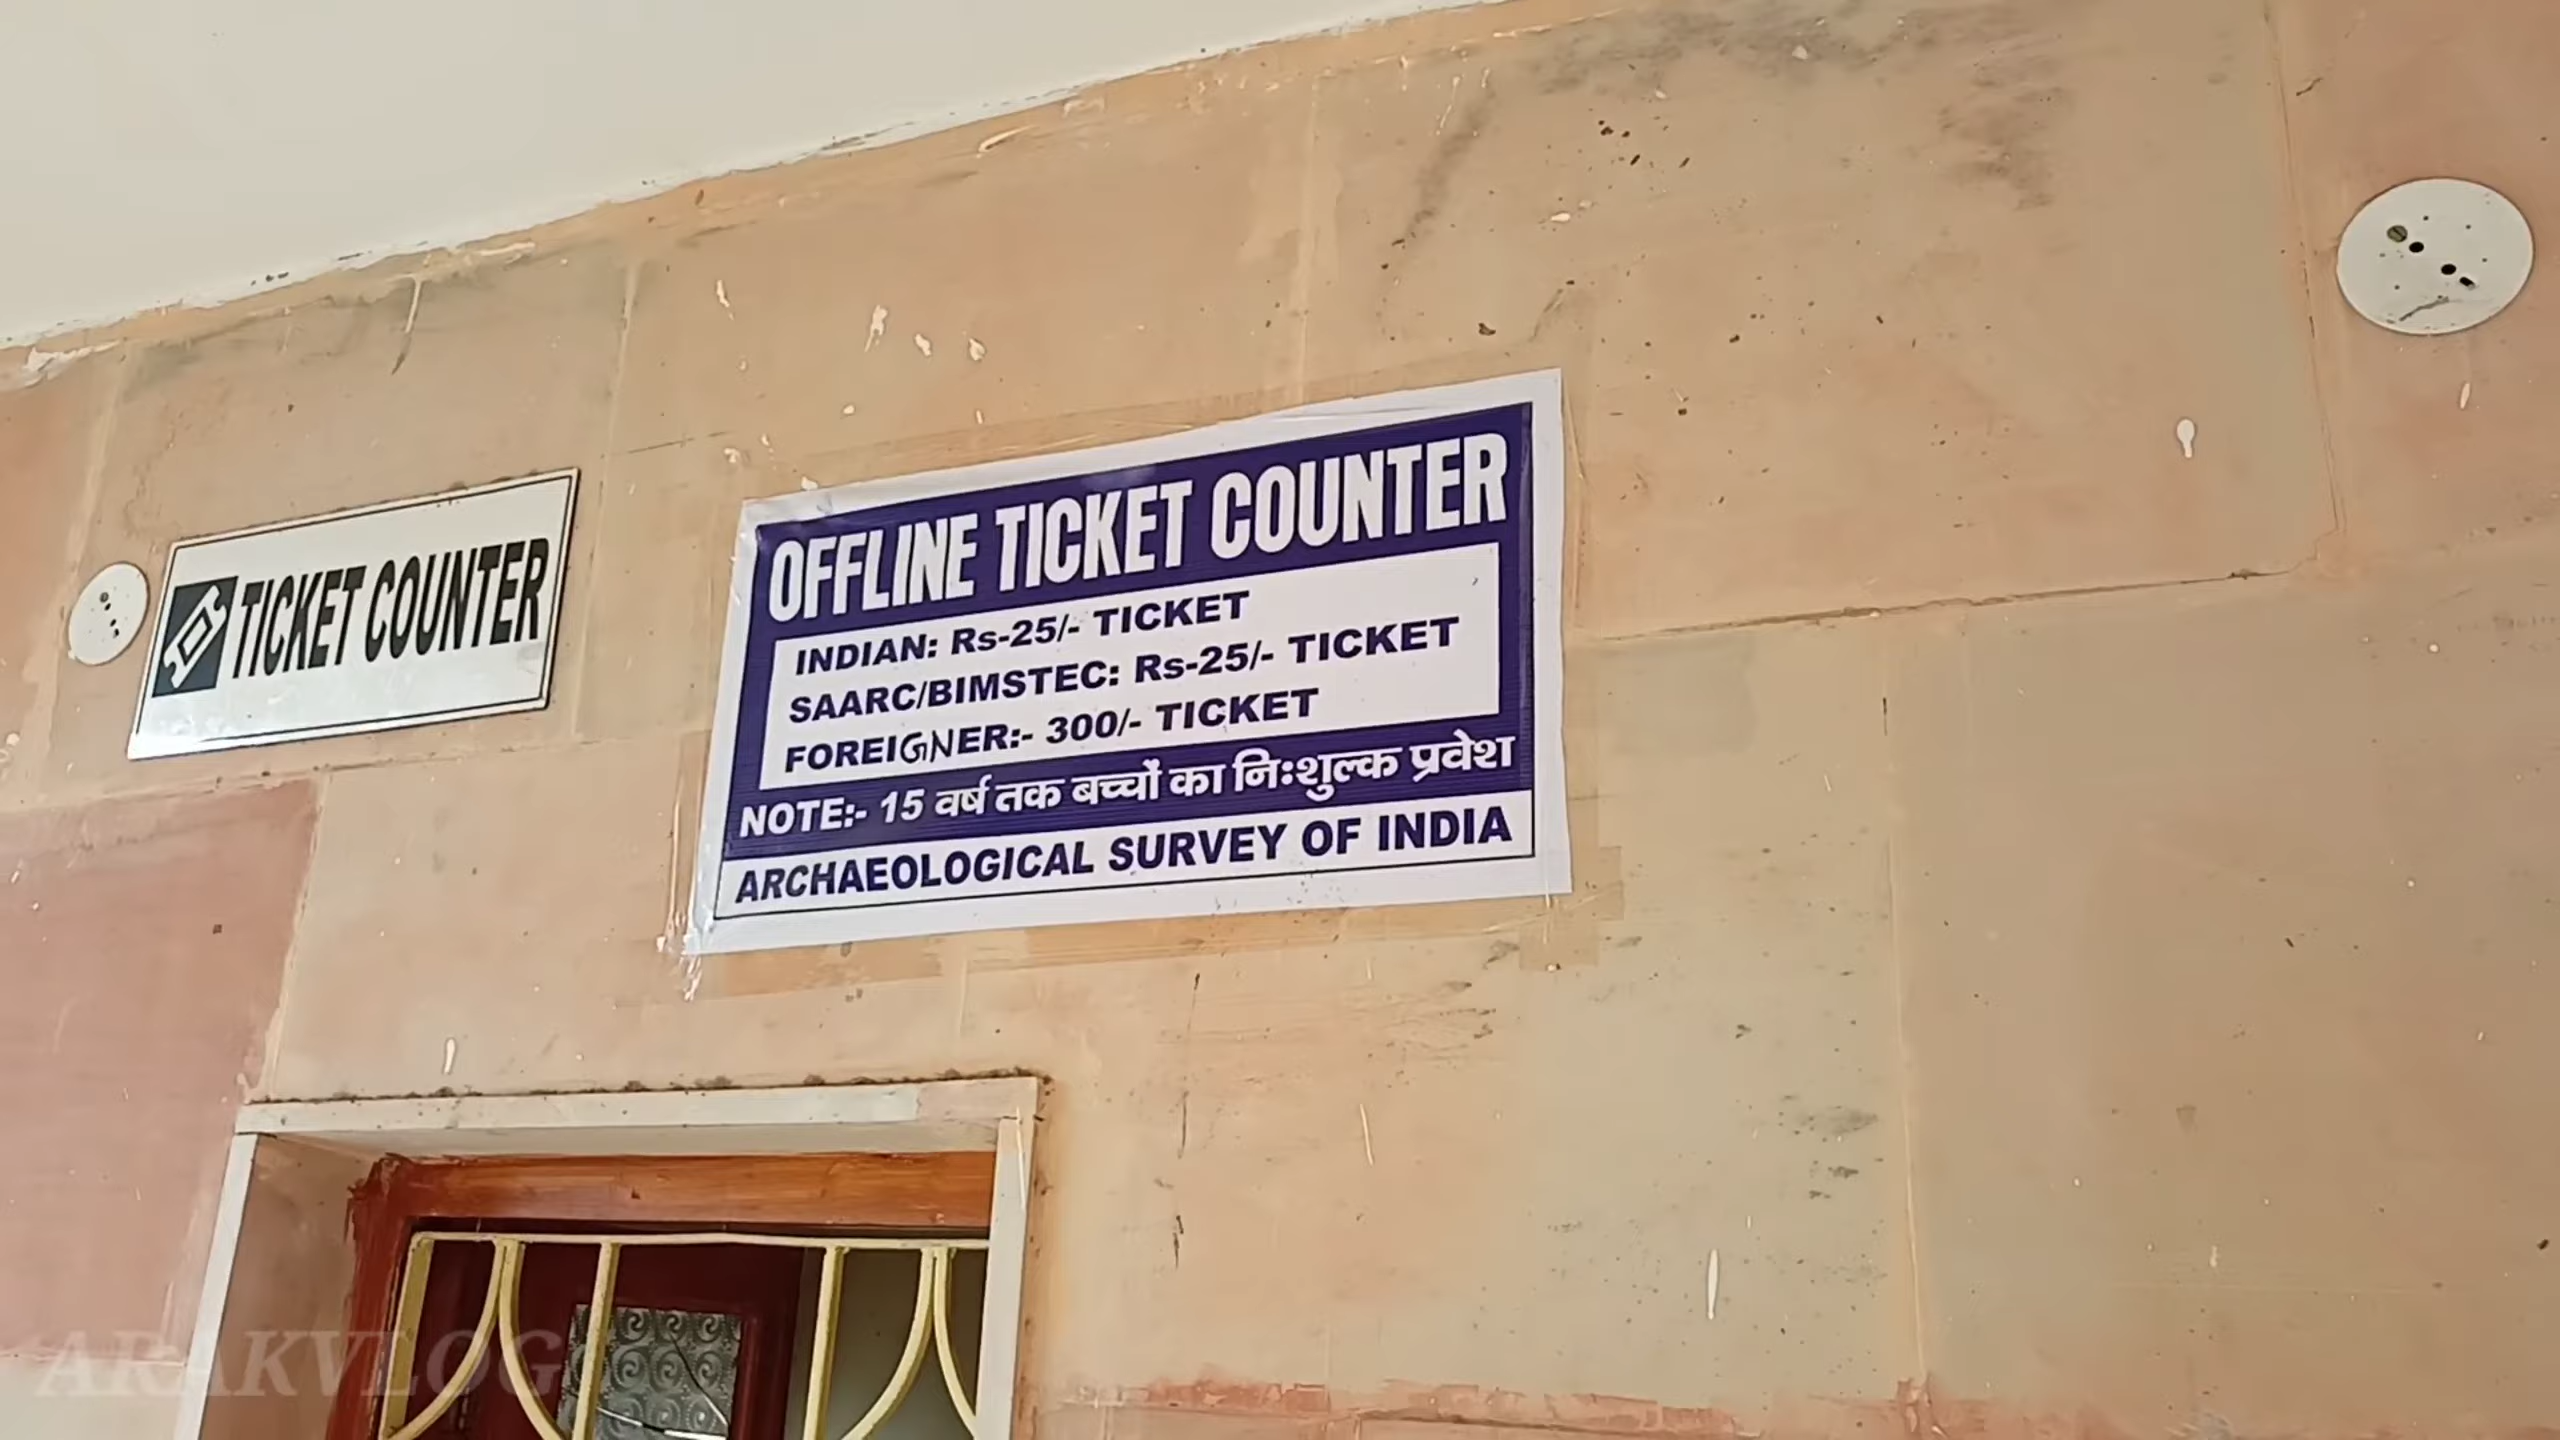 TICKET COUNTER
OFFLINE TICKET COUNTER
INDIAN: Rs-25/- TICKET
SAARC/BIMSTEC: Rs-25/- TICKET
FOREIGNER:- 300/- TICKET
NOTE:- 15 वर्ष तक बच्चों का निःशुल्क प्रवेश
ARCHAEOLOGICAL SURVEY OF INDIA
ARAKVLOG